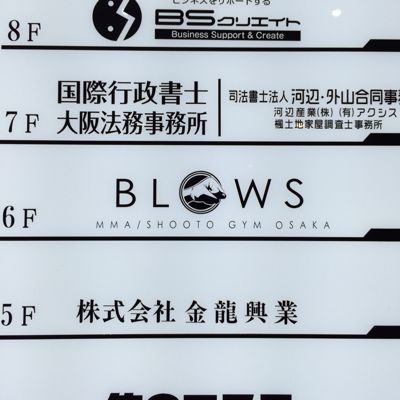 ビジネスをサポートする
BSクリエイト
Business Support & Create
8F
国際行政書士
大阪法務事務所
司法書士法人 河辺・外山合同事務
河辺産業(株) (有)アクシス
楓土地家屋調査士事務所
7F
BLOWS
MMA/SHOOTO GYM OSAKA
6F
株式会社 金龍興業
5F